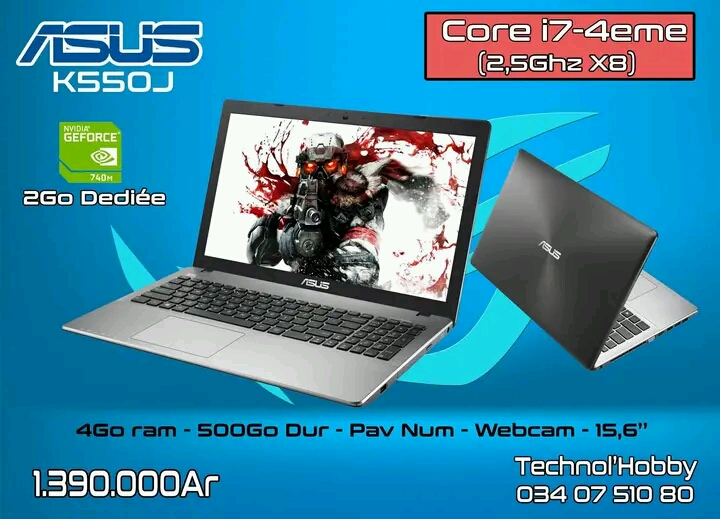 ASUS
K550J
Core i7-4eme
(2,5Ghz X8)
NVIDIA
GEFORCE
740M
2Go Dediée
ASUS
ASUS
4Go ram - 500Go Dur - Pav Num - Webcam - 15,6’’
1.390.000Ar
Technol'Hobby
034 07 510 80